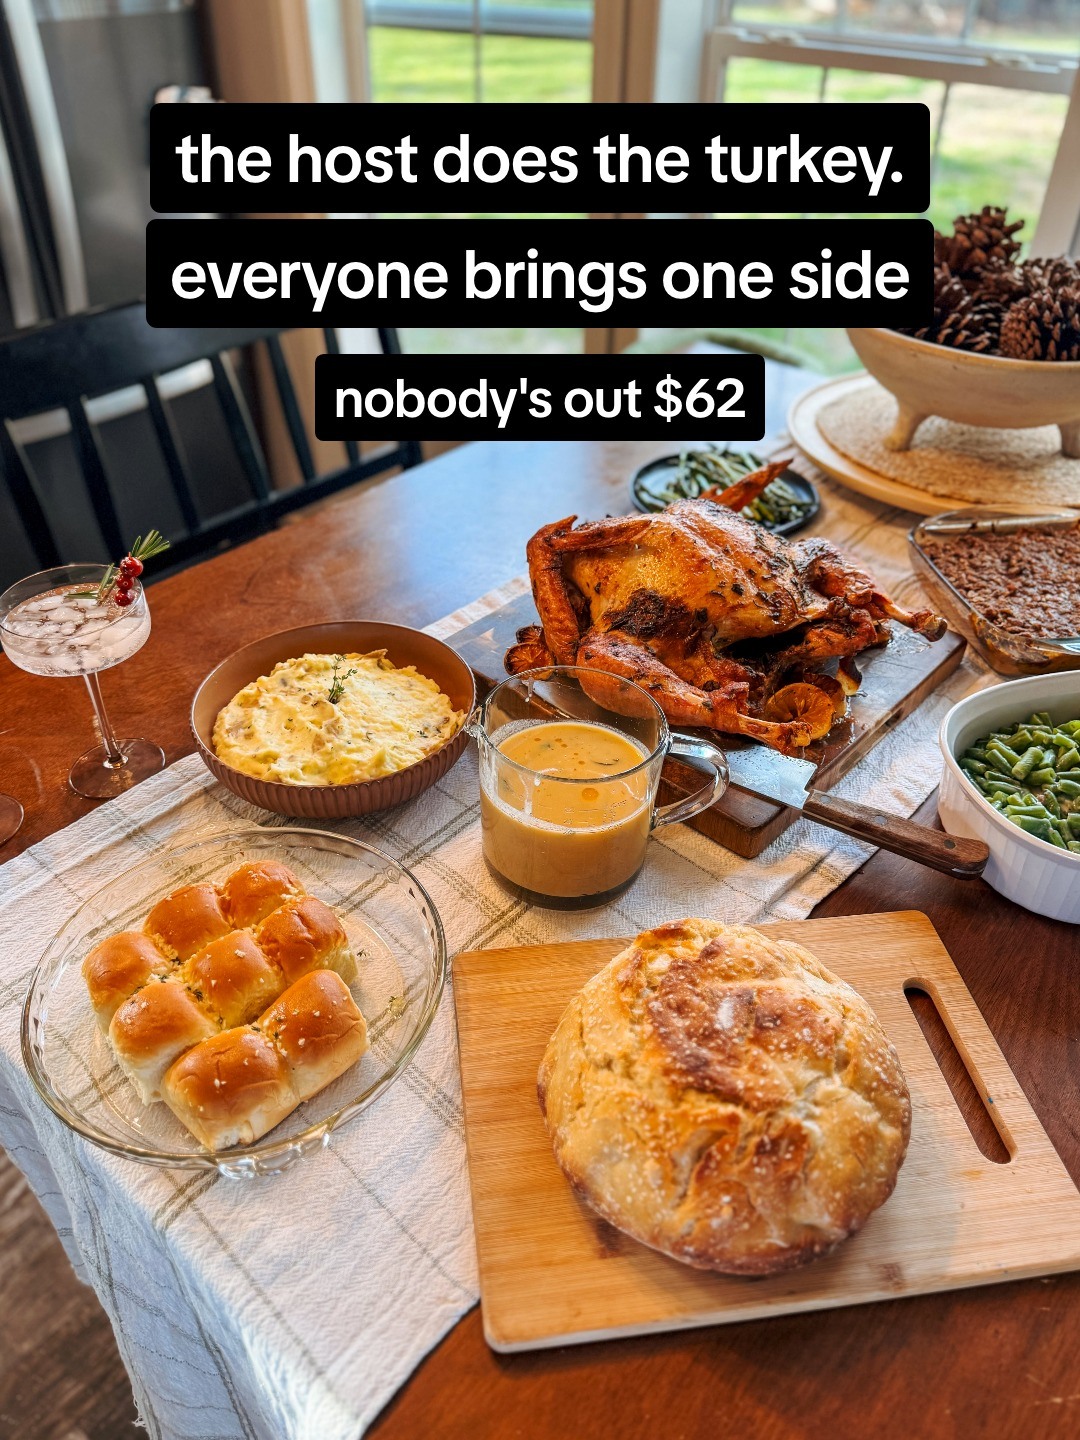 the host does the turkey.
everyone brings one side
nobody's out $62